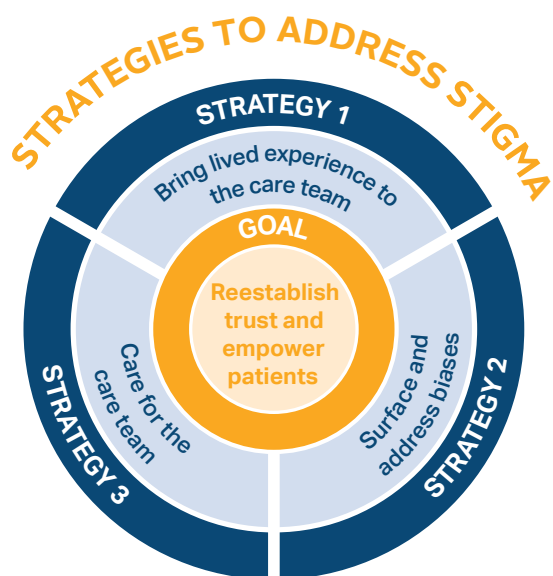 STRATEGIES TO ADDRESS STIGMA
STRATEGY 1
Bring lived experience to
the care team
GOAL
Reestablish
trust and
empower
patients
STRATEGY 2
Surface and
address biases
STRATEGY 3
Care for the
care team